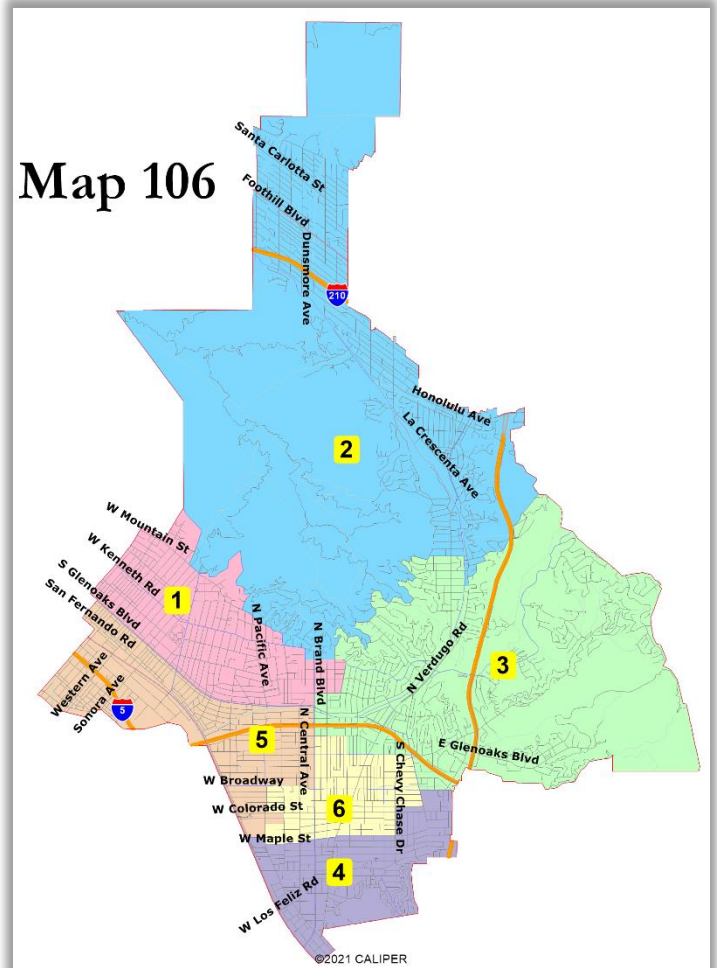 Map 106
Santa Carlotta St
Foothill Blvd
Dunsmore Ave
210
Honolulu Ave
La Crescenta Ave
2
W Mountain St
W Kenneth Rd
S Glenoaks Blvd
San Fernando Rd
1
N Pacific Ave
N Brand Blvd
N Verdugo Rd
3
Western Ave
Sonora Ave
5
5
N Central Ave
S Chevy Chase Dr
E Glenoaks Blvd
W Broadway
W Colorado St
6
W Maple St
4
W Los Feliz Rd
©2021 CALIPER